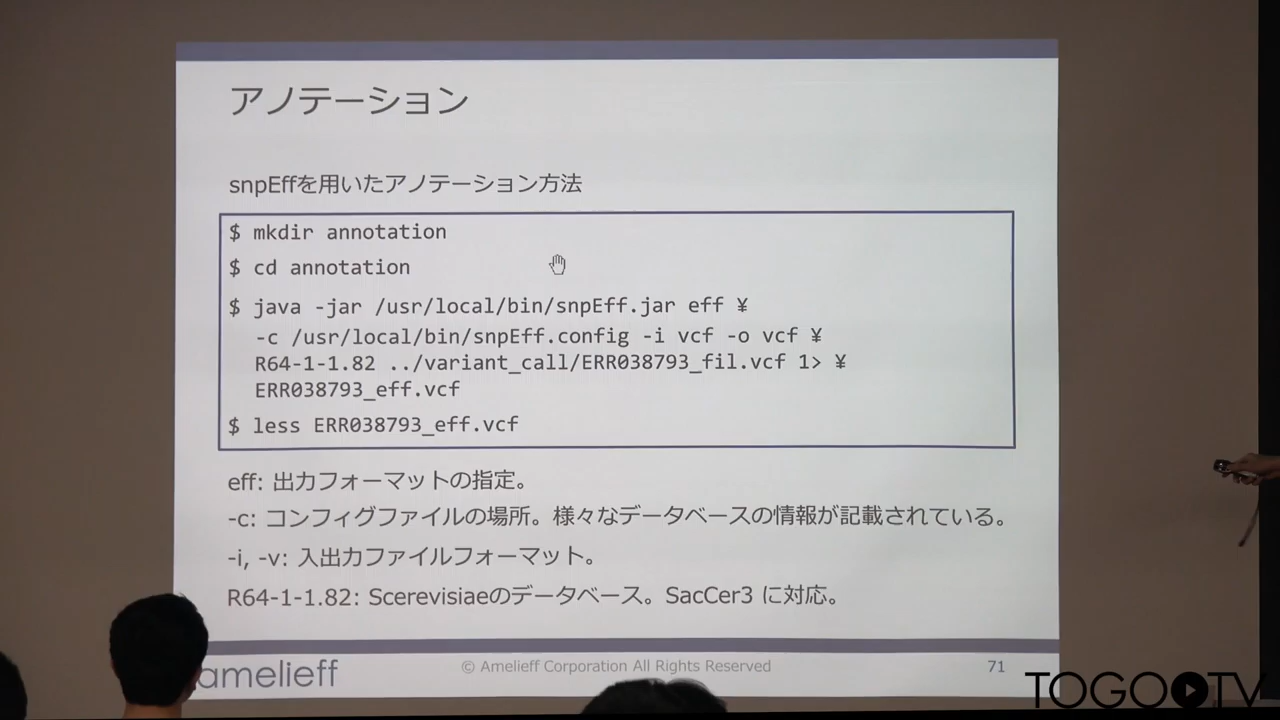 アノテーション
snpEffを用いたアノテーション方法
$ mkdir annotation
$ cd annotation
$ java -jar /usr/local/bin/snpEff.jar eff ¥
-c /usr/local/bin/snpEff.config -i vcf -o vcf ¥
R64-1-1.82 ../variant_call/ERR038793_fil.vcf 1> ¥
ERR038793_eff.vcf
$ less ERR038793_eff.vcf
eff: 出力フォーマットの指定。
-c: コンフィグファイルの場所。様々なデータベースの情報が記載されている。
-i, -v: 入出力ファイルフォーマット。
R64-1-1.82: Scerevisiaeのデータベース。SacCer3 に対応。
amelieff
© Amelieff Corporation All Rights Reserved
71
TOGOTV